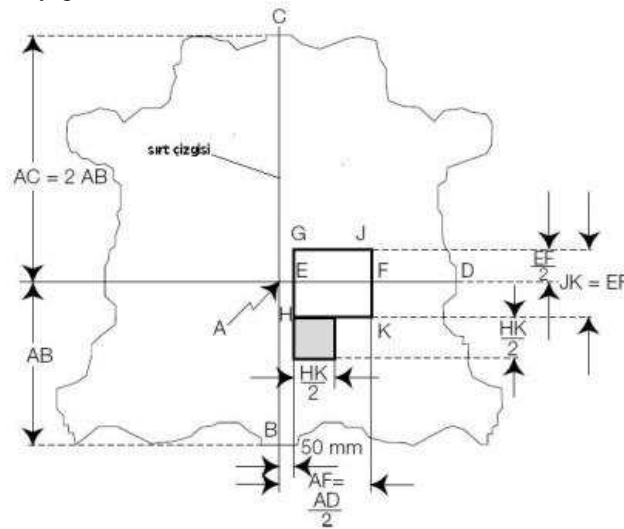 C
sırt çizgisi
AC = 2 AB
G
J
E
F
D
EF
2
JK = EF
A
H
K
AB
HK
2
HK
2
B
50 mm
AF=
AD
2